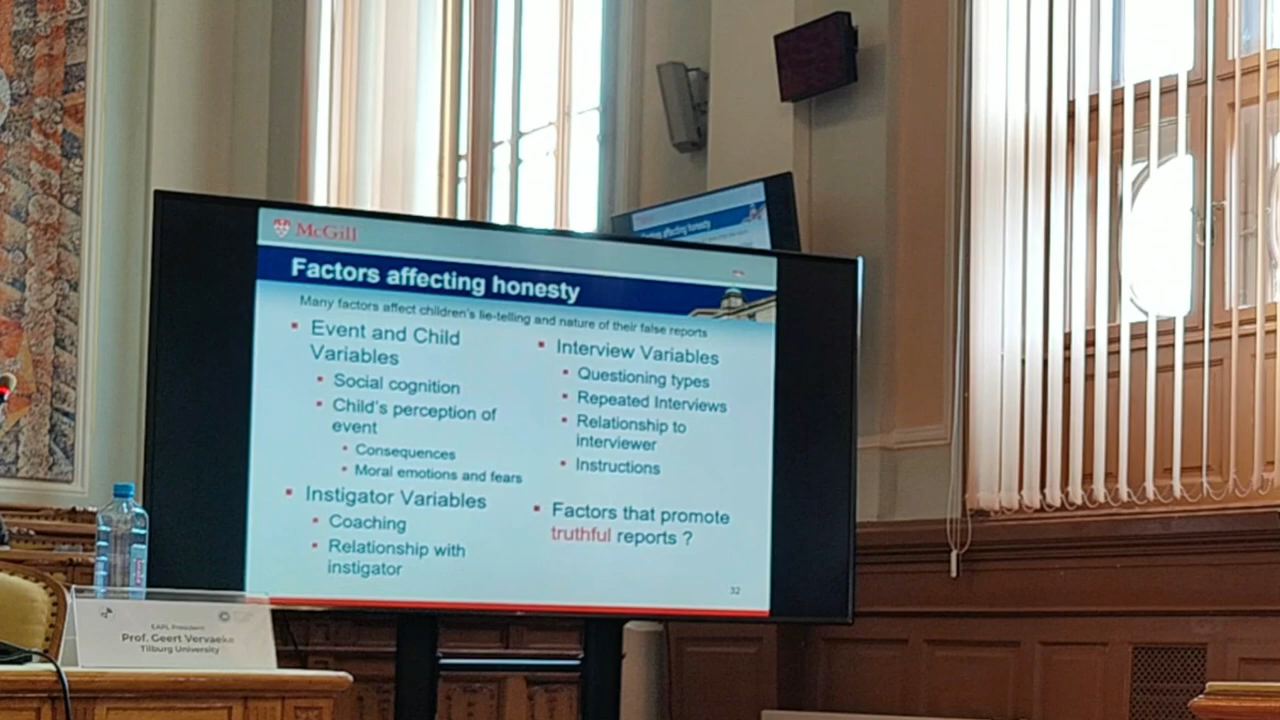 McGill
Factors affecting honesty
Many factors affect children's lie-telling and nature of their false reports
Event and Child
Variables
Social cognition
Child's perception of
event
Consequences
Moral emotions and fears
Instigator Variables
Coaching
Relationship with
instigator
Interview Variables
Questioning types
Repeated Interviews
Relationship to
interviewer
Instructions
Factors that promote
truthful reports ?
32
affecting honesty
EAPL President
Prof. Geert Vervaeke
Tilburg University